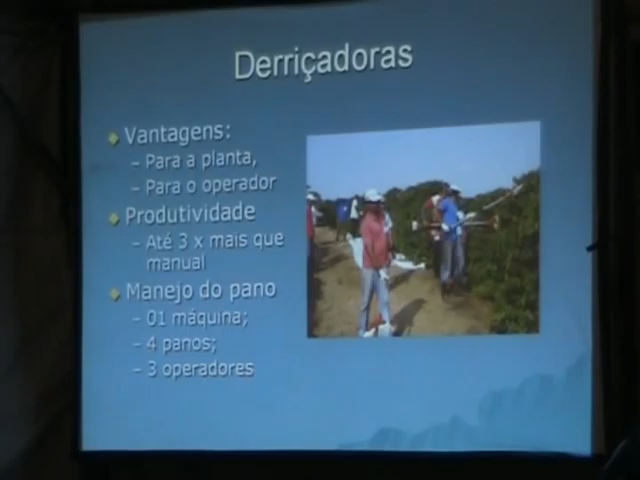 Derriçadoras
Vantagens:
– Para a planta,
– Para o operador
Produtividade
– Até 3 x mais que
manual
Manejo do pano
– 01 máquina;
– 4 panos;
– 3 operadores